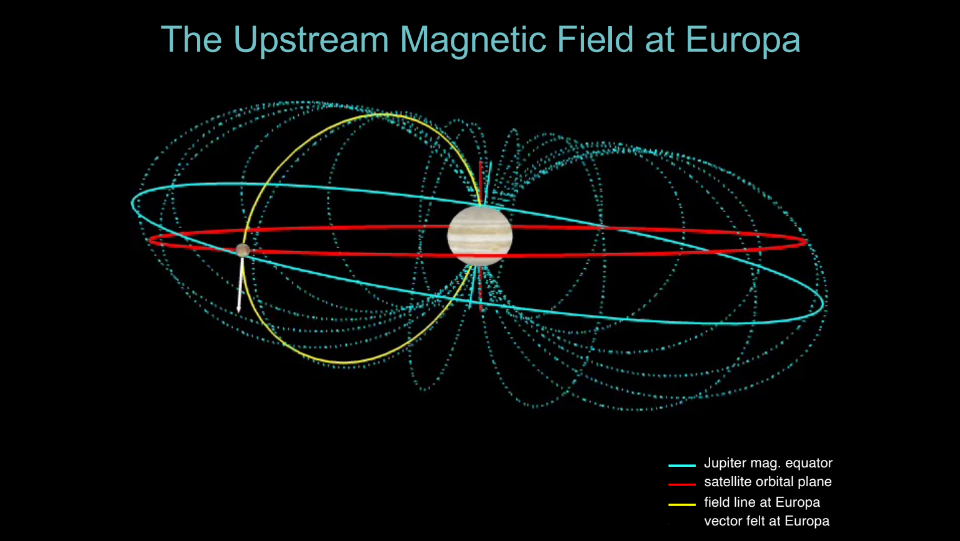 The Upstream Magnetic Field at Europa
Jupiter mag. equator
satellite orbital plane
field line at Europa
vector felt at Europa